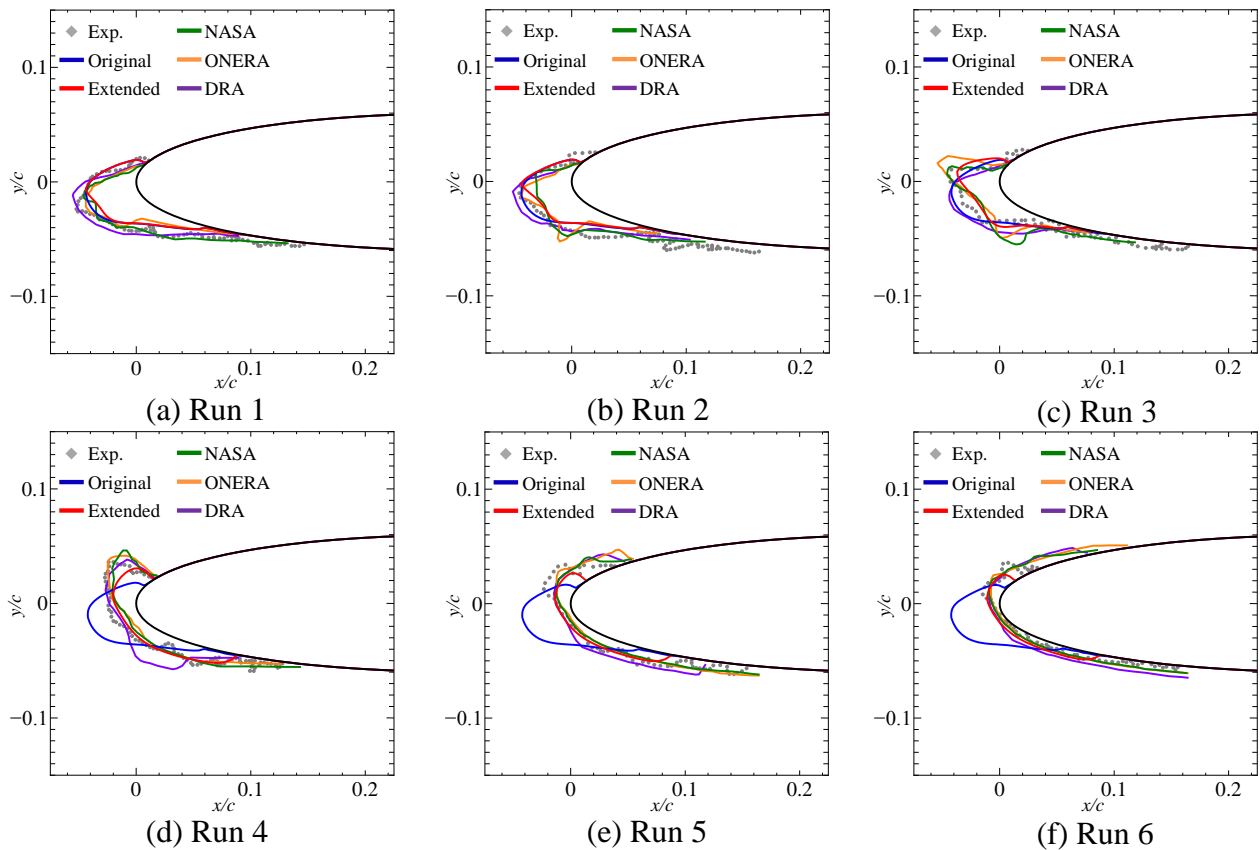 Exp. NASA
Original ONERA
Extended DRA
0.1
0
−0.1
y/c
0 0.1 0.2
x/c
(a) Run 1
Exp. NASA
Original ONERA
Extended DRA
0.1
0
−0.1
y/c
0 0.1 0.2
x/c
(b) Run 2
Exp. NASA
Original ONERA
Extended DRA
0.1
0
−0.1
y/c
0 0.1 0.2
x/c
(c) Run 3
Exp. NASA
Original ONERA
Extended DRA
0.1
0
−0.1
y/c
0 0.1 0.2
x/c
(d) Run 4
Exp. NASA
Original ONERA
Extended DRA
0.1
0
−0.1
y/c
0 0.1 0.2
x/c
(e) Run 5
Exp. NASA
Original ONERA
Extended DRA
0.1
0
−0.1
y/c
0 0.1 0.2
x/c
(f) Run 6